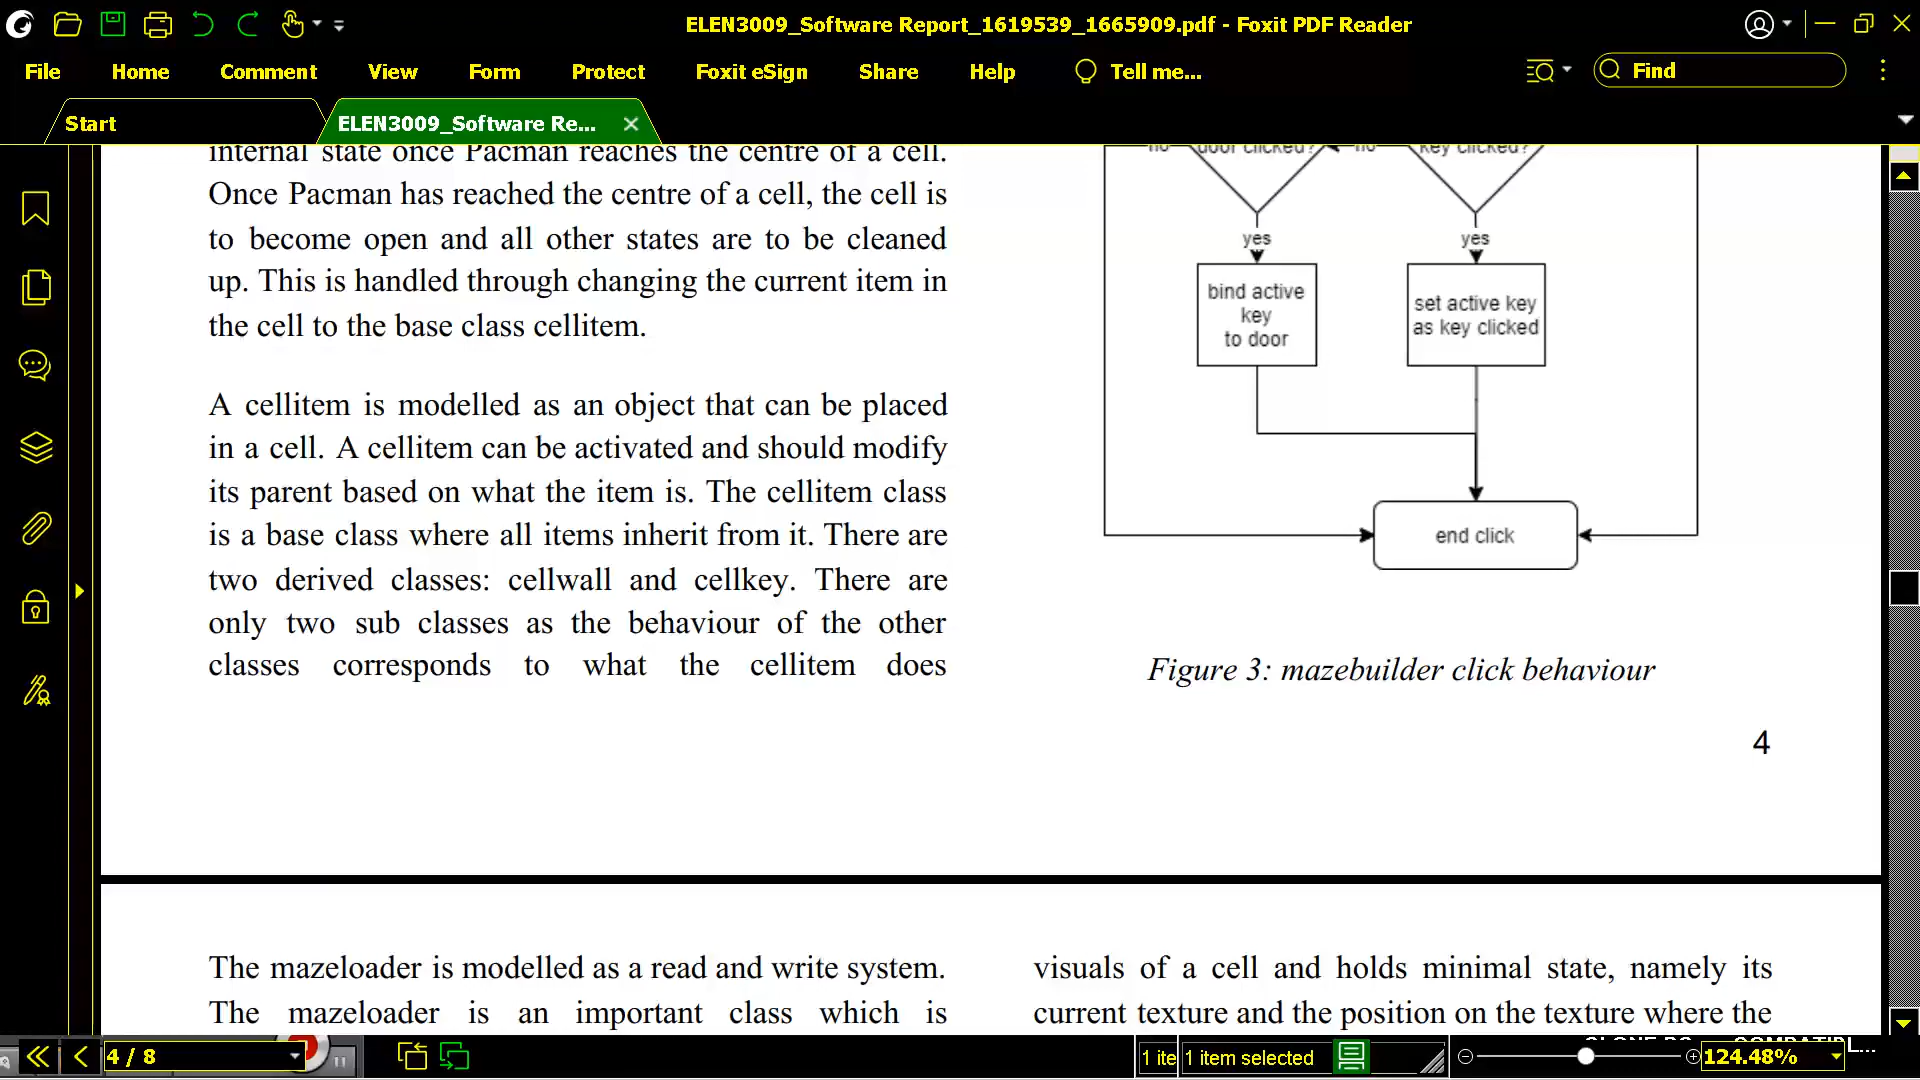 ELEN3009_Software Report_1619539_1665909.pdf - Foxit PDF Reader
File Home Comment View Form Protect Foxit eSign Share Help Tell me... Find
Start ELEN3009_Software Re...
internal state once Pacman reaches the centre of a cell.
Once Pacman has reached the centre of a cell, the cell is
to become open and all other states are to be cleaned
up. This is handled through changing the current item in
the cell to the base class cellitem.
A cellitem is modelled as an object that can be placed
in a cell. A cellitem can be activated and should modify
its parent based on what the item is. The cellitem class
is a base class where all items inherit from it. There are
two derived classes: cellwall and cellkey. There are
only two sub classes as the behaviour of the other
classes corresponds to what the cellitem does
no door clicked? no key clicked?
yes yes
bind active
key
to door
set active key
as key clicked
end click
Figure 3: mazebuilder click behaviour
4
The mazeloader is modelled as a read and write system.
The mazeloader is an important class which is
visuals of a cell and holds minimal state, namely its
current texture and the position on the texture where the
4 / 8
1 ite 1 item selected
124.48%